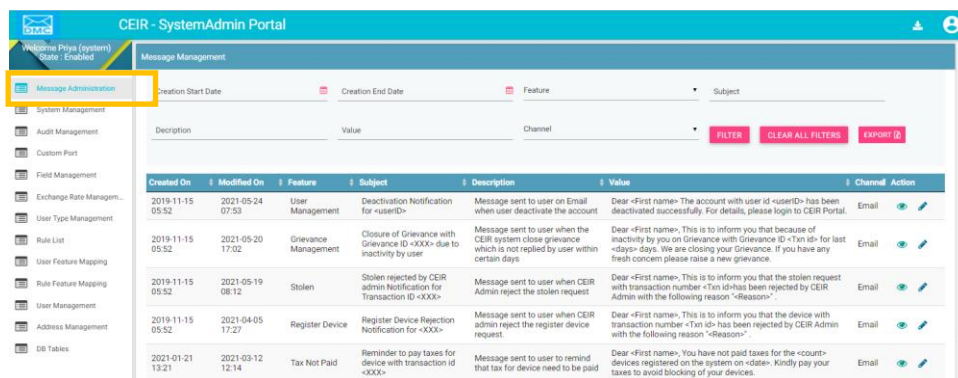 DMC
CEIR - SystemAdmin Portal
Welcome Priya (system)
State : Enabled
Message Management
Message Administration
System Management
Audit Management
Custom Port
Field Management
Exchange Rate Managem...
User Type Management
Rule List
User Feature Mapping
Rule Feature Mapping
User Management
Address Management
DB Tables
Creation Start Date
Creation End Date
Feature
Subject
Decription
Value
Channel
FILTER
CLEAR ALL FILTERS
EXPORT
Created On Modified On Feature Subject Description Value Channel Action
2019-11-15
05:52
2021-05-24
07:53
User
Management
Deactivation Notification
for <userID>
Message sent to user on Email
when user deactivate the account
Dear <First name> The account with user id <userID> has been
deactivated successfully. For details, please login to CEIR Portal.
Email
2019-11-15
05:52
2021-05-20
17:02
Grievance
Management
Closure of Grievance with
Grievance ID <XXX> due to
inactivity by user
Message sent to user when the
CEIR system close grievance
which is not replied by user within
certain days
Dear <First name>, This is to inform you that because of
inactivity by you on Grievance with Grievance ID <Txn id> for last
<days> days. We are closing your Grievance. If you have any
fresh concern please raise a new grievance.
Email
2019-11-15
05:52
2021-05-19
08:12
Stolen
Stolen rejected by CEIR
admin Notification for
Transaction ID <XXX>
Message sent to user when CEIR
Admin reject the stolen request
Dear <First name>, This is to inform you that the stolen request
with transaction number <Txn id>has been rejected by CEIR
Admin with the following reason "<Reason>" .
Email
2019-11-15
05:52
2021-04-05
17:27
Register Device
Register Device Rejection
Notification for <XXX>
Message sent to user when CEIR
admin reject the register device
request.
Dear <First name>, This is to inform you that the device with
transaction number <Txn id> has been rejected by CEIR Admin
with the following reason "<Reason>" .
Email
2021-01-21
13:21
2021-03-12
12:14
Tax Not Paid
Reminder to pay taxes for
device with transaction id
<XXX>
Message sent to user to remind
that tax for device need to be paid
Dear <First name>, You have not paid taxes for the <count>
devices registered on the system on <date>. Kindly pay your
taxes to avoid blocking of your devices.
Email